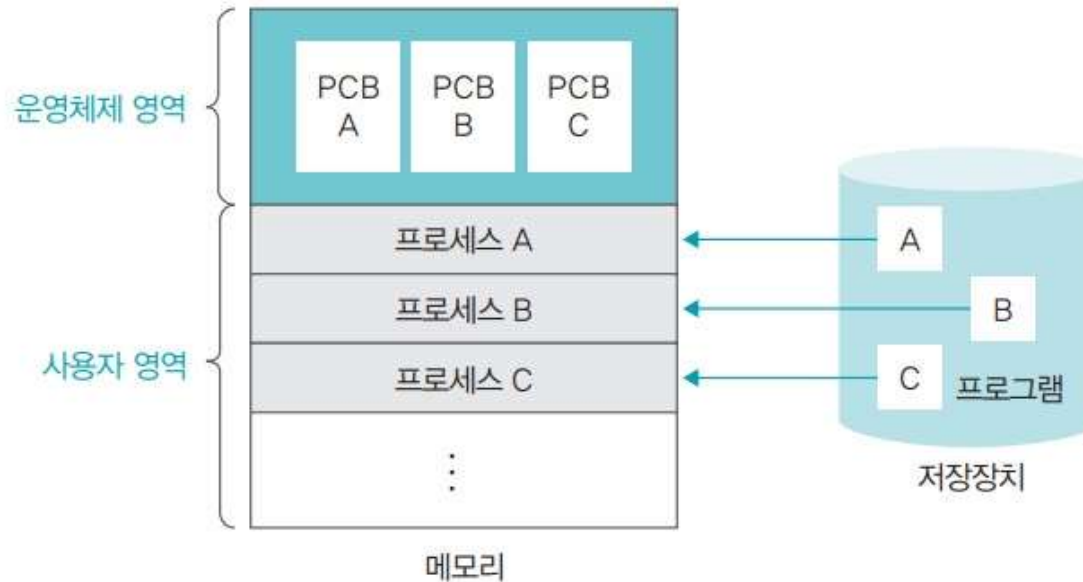 운영체제 영역
PCB
A
PCB
B
PCB
C
사용자 영역
프로세스 A
프로세스 B
프로세스 C
⋮
메모리
A
B
C
프로그램
저장장치